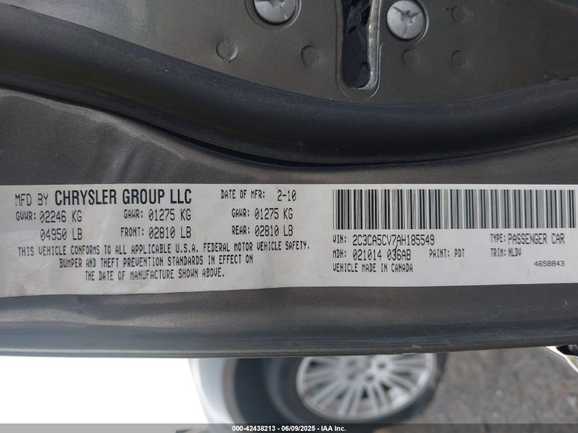 MFD BY CHRYSLER GROUP LLC DATE OF MFR: 2-10
GVWR: 02246 KG GAWR: 01275 KG GAWR: 01275 KG
04950 LB FRONT: 02810 LB REAR: 02810 LB
THIS VEHICLE CONFORMS TO ALL APPLICABLE U.S.A. FEDERAL MOTOR VEHICLE SAFETY,
BUMPER AND THEFT PREVENTION STANDARDS IN EFFECT ON
THE DATE OF MANUFACTURE SHOWN ABOVE.
VIN: 2C3CA5CV7AH185549 TYPE: PASSENGER CAR
MDH: 021014 036AB PAINT: PDT TRIM: MLDV
VEHICLE MADE IN CANADA 4658843
000-42438213 - 06/09/2025 - IAA Inc.